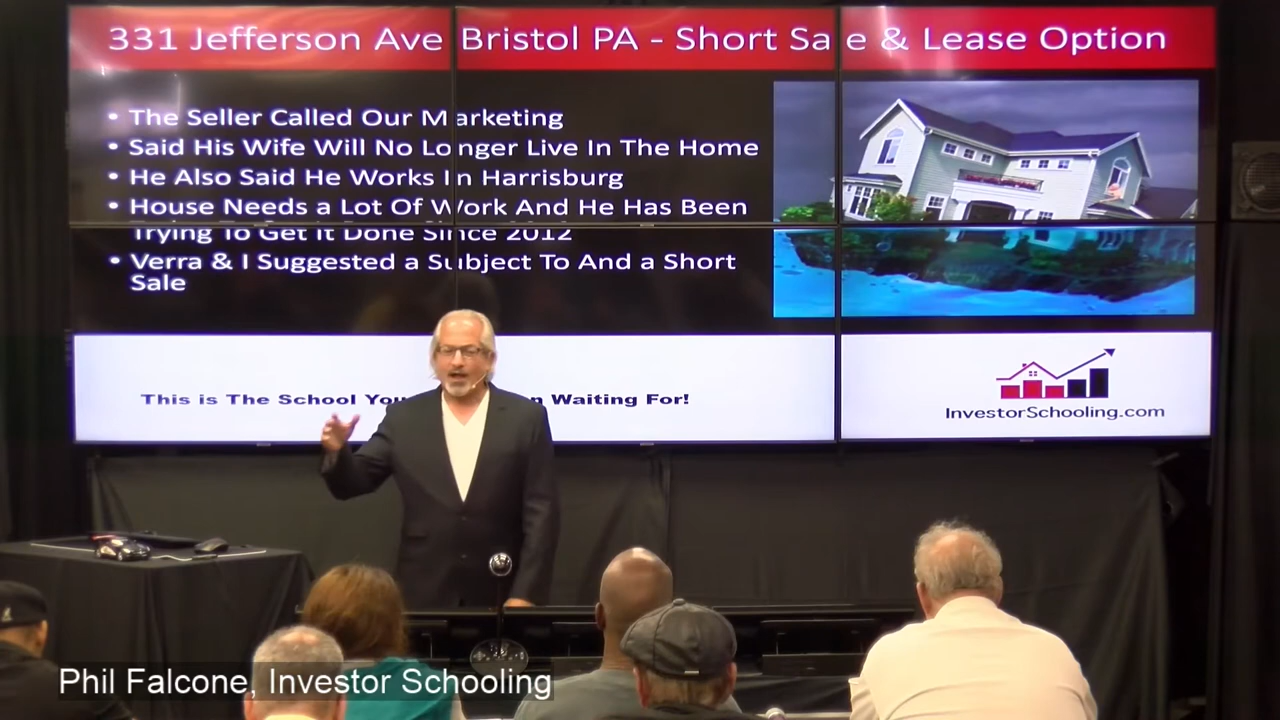 331 Jefferson Ave Bristol PA - Short Sale & Lease Option
• The Seller Called Our Marketing
• Said His Wife Will No Longer Live In The Home
• He Also Said He Works In Harrisburg
• House Needs a Lot Of Work And He Has Been
Trying To Get It Done Since 2012
• Verra & I Suggested a Subject To And a Short
Sale
This is The School You n Waiting For!
InvestorSchooling.com
Phil Falcone, Investor Schooling